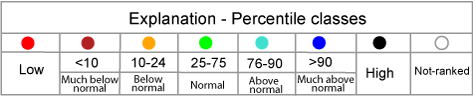 Explanation - Percentile classes
Low <10 10-24 25-75 76-90 >90 High Not-ranked
Much below normal Below normal Normal Above normal Much above normal